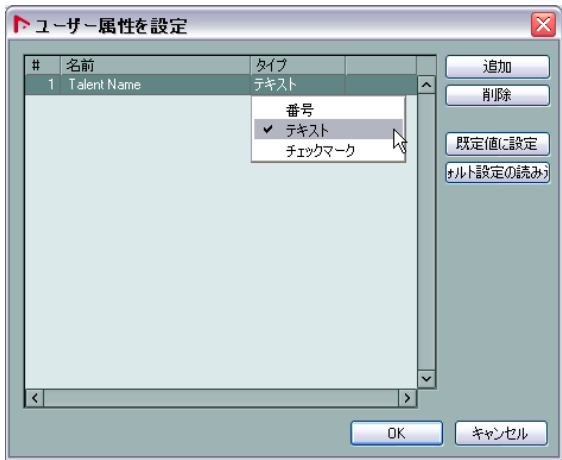 ユーザー属性を設定
# 名前 タイプ
1 Talent Name テキスト
番号
テキスト
チェックマーク
追加
削除
既定値に設定
ォルト設定の読み込
OK
キャンセル